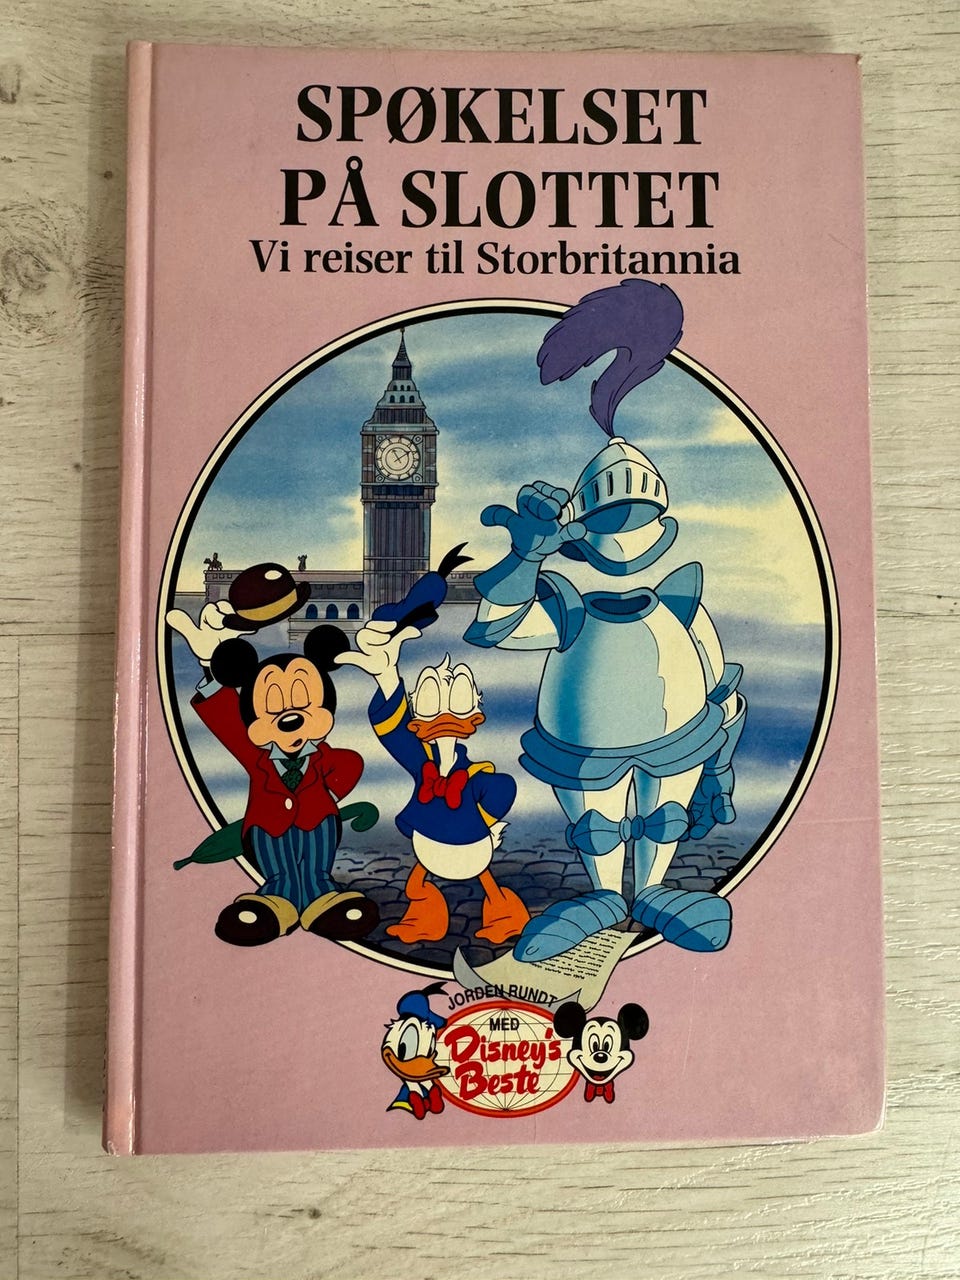 SPØKELSET
PÅ SLOTTET
Vi reiser til Storbritannia
JORDEN RUNDT
MED
Disney's
Beste